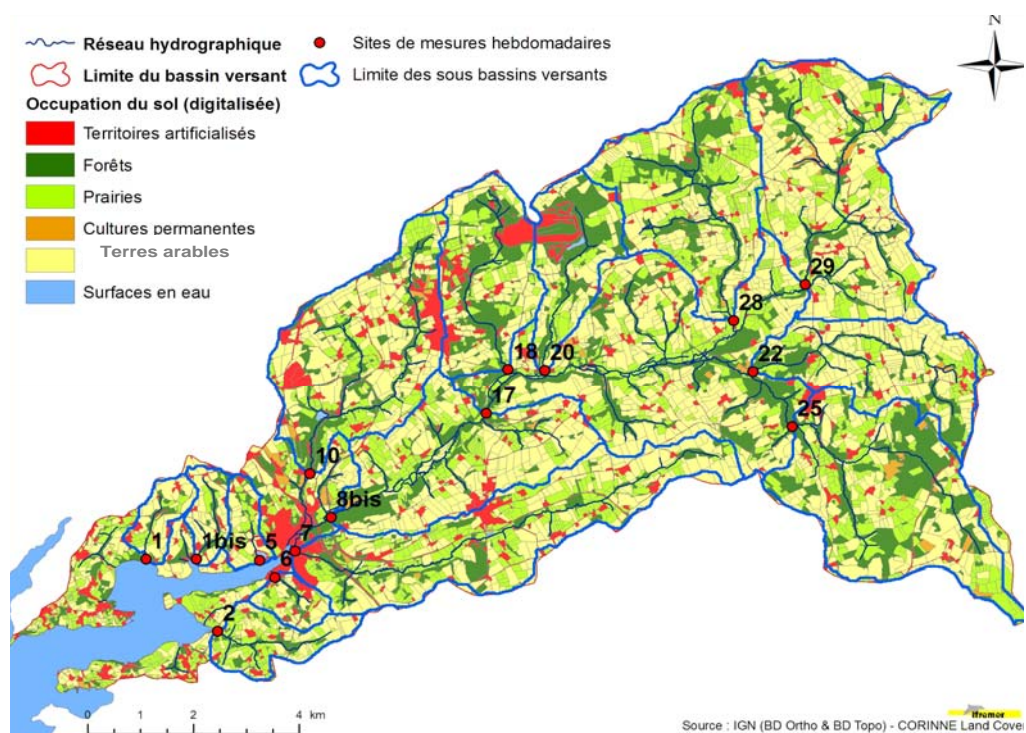 N
Réseau hydrographique
Sites de mesures hebdomadaires
Limite du bassin versant
Limite des sous bassins versants
Occupation du sol (digitalisée)
Territoires artificialisés
Forêts
Prairies
Cultures permanentes
Terres arables
Surfaces en eau
29
28
18
20
22
17
25
10
8bis
7
1
1bis
5
6
2
0 1 2 4 km
Ifremer
Source : IGN (BD Ortho & BD Topo) - CORINNE Land Cover